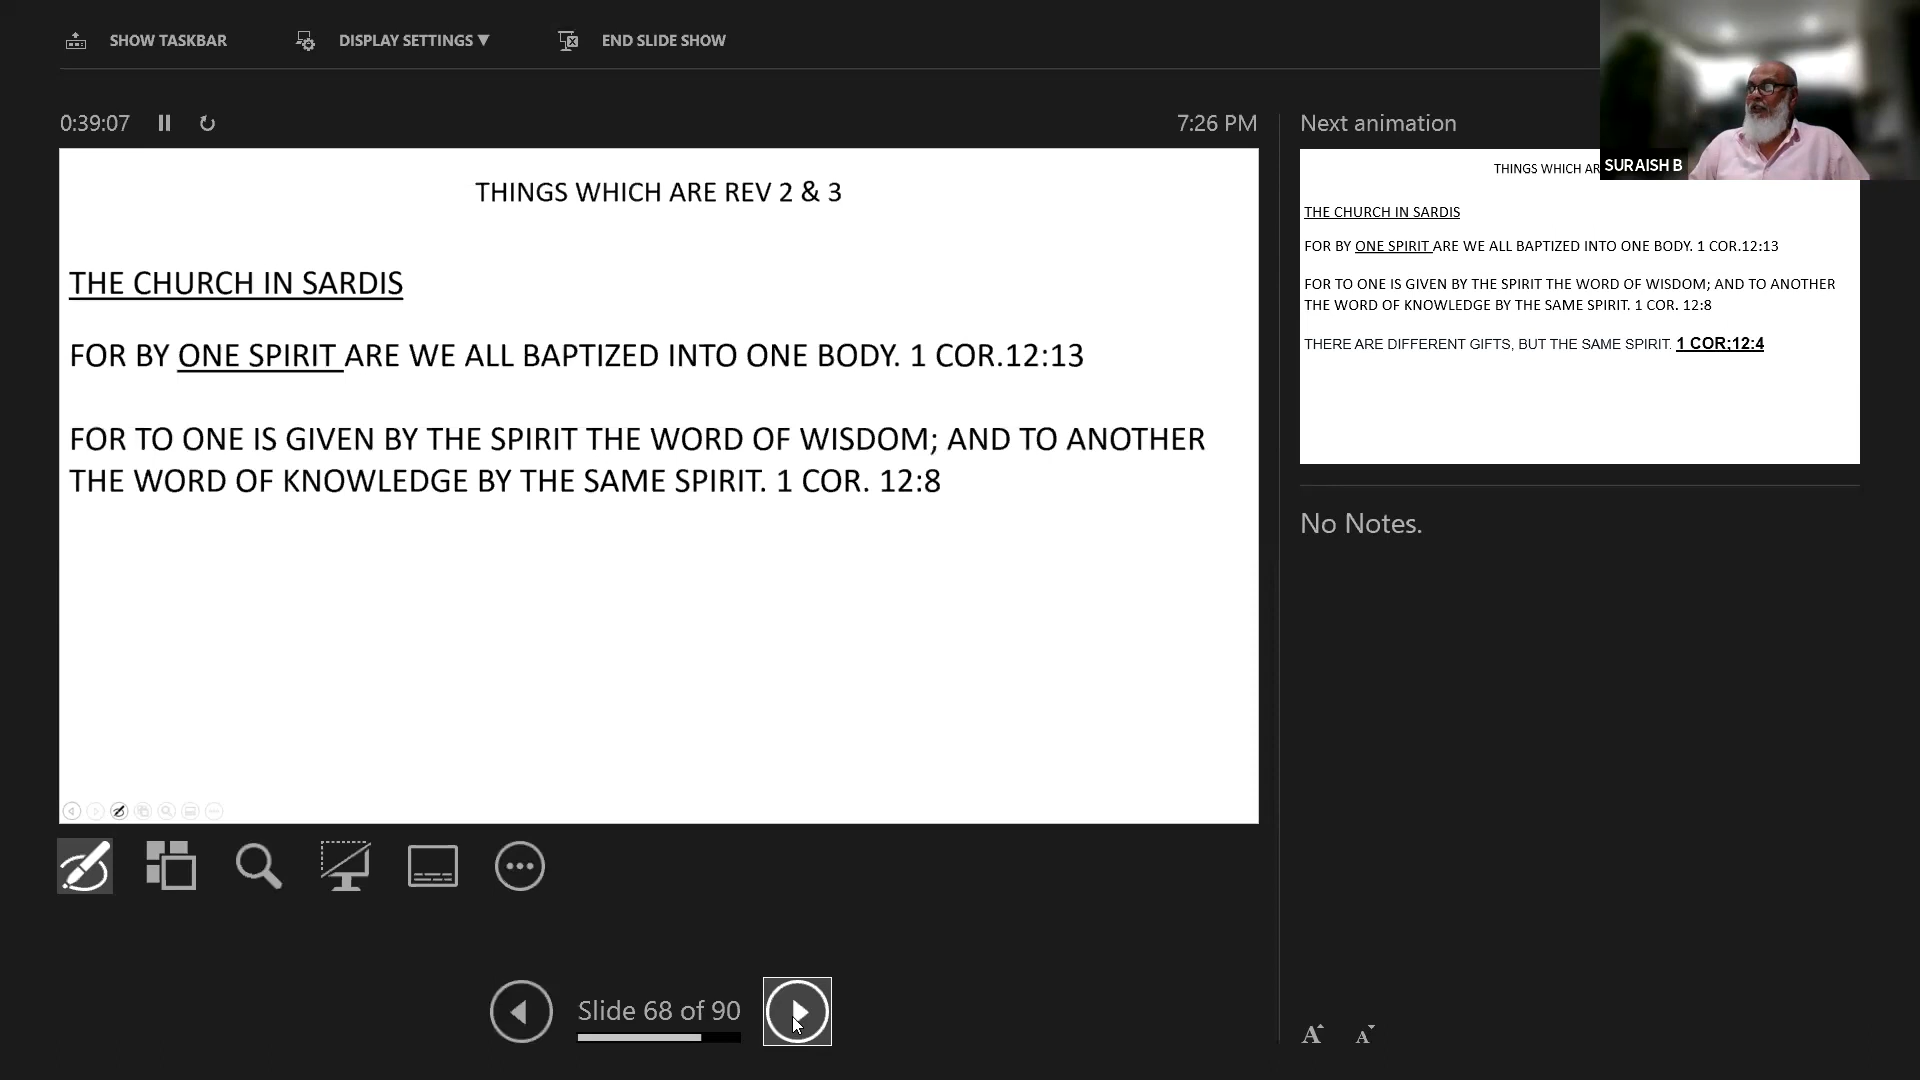 SHOW TASKBAR
DISPLAY SETTINGS ▼
END SLIDE SHOW
0:39:07
7:26 PM
Next animation
SURAISH B
THINGS WHICH ARE REV 2 & 3
THE CHURCH IN SARDIS
FOR BY ONE SPIRIT ARE WE ALL BAPTIZED INTO ONE BODY. 1 COR.12:13
FOR TO ONE IS GIVEN BY THE SPIRIT THE WORD OF WISDOM; AND TO ANOTHER
THE WORD OF KNOWLEDGE BY THE SAME SPIRIT. 1 COR. 12:8
THINGS WHICH
THE CHURCH IN SARDIS
FOR BY ONE SPIRIT ARE WE ALL BAPTIZED INTO ONE BODY. 1 COR.12:13
FOR TO ONE IS GIVEN BY THE SPIRIT THE WORD OF WISDOM; AND TO ANOTHER
THE WORD OF KNOWLEDGE BY THE SAME SPIRIT. 1 COR. 12:8
THERE ARE DIFFERENT GIFTS, BUT THE SAME SPIRIT. 1 COR;12:4
No Notes.
Slide 68 of 90
A A